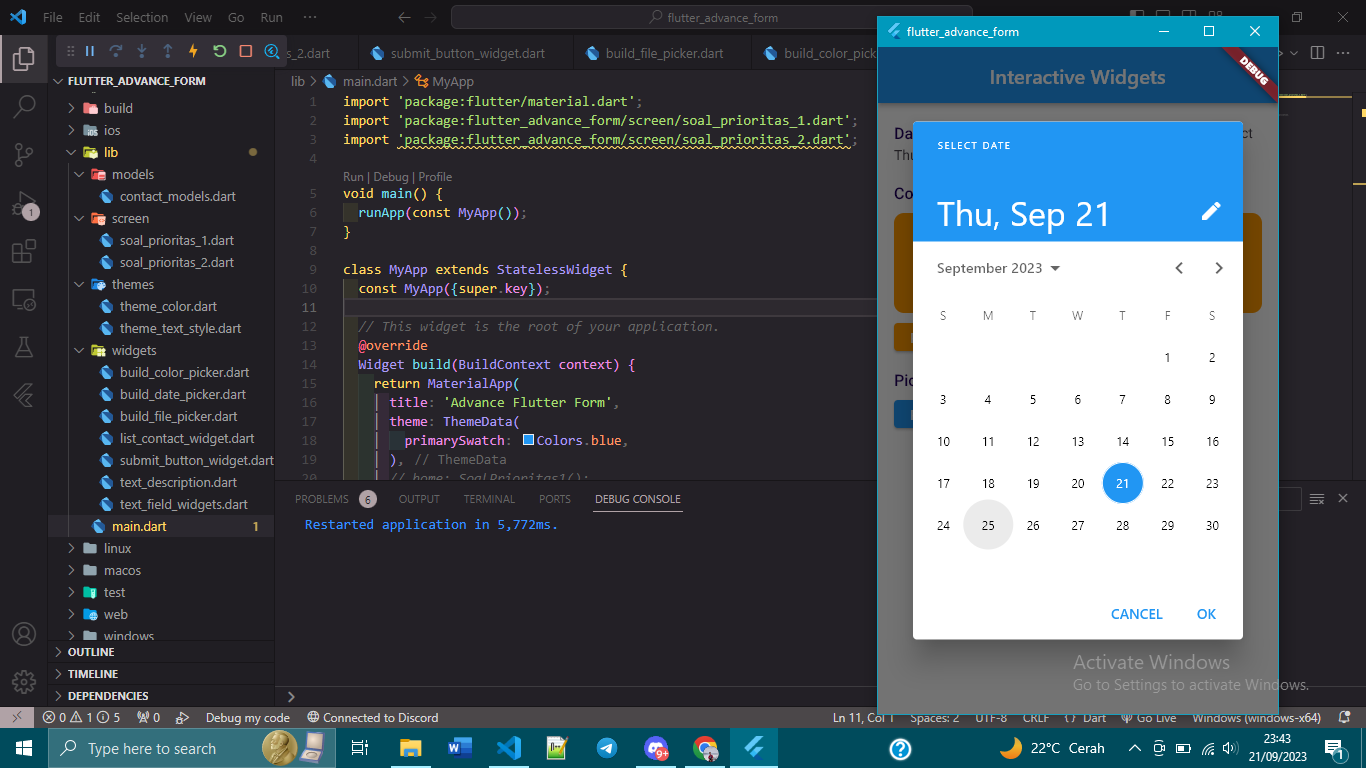 File Edit Selection View Go Run ···
flutter_advance_form
s_2.dart submit_button_widget.dart build_file_picker.dart build_color_pick
FLUTTER_ADVANCE_FORM
build
ios
lib
models
contact_models.dart
screen
soal_prioritas_1.dart
soal_prioritas_2.dart
themes
theme_color.dart
theme_text_style.dart
widgets
build_color_picker.dart
build_date_picker.dart
build_file_picker.dart
list_contact_widget.dart
submit_button_widget.dart
text_description.dart
text_field_widgets.dart
main.dart 1
linux
macos
test
web
windows
OUTLINE
TIMELINE
DEPENDENCIES
1
lib > main.dart > MyApp
1 import 'package:flutter/material.dart';
2 import 'package:flutter_advance_form/screen/soal_prioritas_1.dart';
3 import 'package:flutter_advance_form/screen/soal_prioritas_2.dart';
4
Run | Debug | Profile
5 void main() {
6 runApp(const MyApp());
7 }
8
9 class MyApp extends StatelessWidget {
10 const MyApp({super.key});
11
12 // This widget is the root of your application.
13 @override
14 Widget build(BuildContext context) {
15 return MaterialApp(
16 title: 'Advance Flutter Form',
17 theme: ThemeData(
18 primarySwatch: Colors.blue,
19 ), // ThemeData
20 // home: SoalPrioritas1();
PROBLEMS 6 OUTPUT TERMINAL PORTS DEBUG CONSOLE
Restarted application in 5,772ms.
flutter_advance_form
Interactive Widgets
DEBUG
Da ct
Thu
Co
Pic
SELECT DATE
Thu, Sep 21
September 2023
S M T W T F S
1 2
3 4 5 6 7 8 9
10 11 12 13 14 15 16
17 18 19 20 21 22 23
24 25 26 27 28 29 30
CANCEL OK
Activate Windows
Go to Settings to activate Windows.
0 1 5 0 Debug my code Connected to Discord Ln 11, Col 1 Spaces: 2 UTF-8 CRLF {} Dart Go Live Windows (windows-x64)
Type here to search
9+
22°C Cerah
23:43
21/09/2023
1